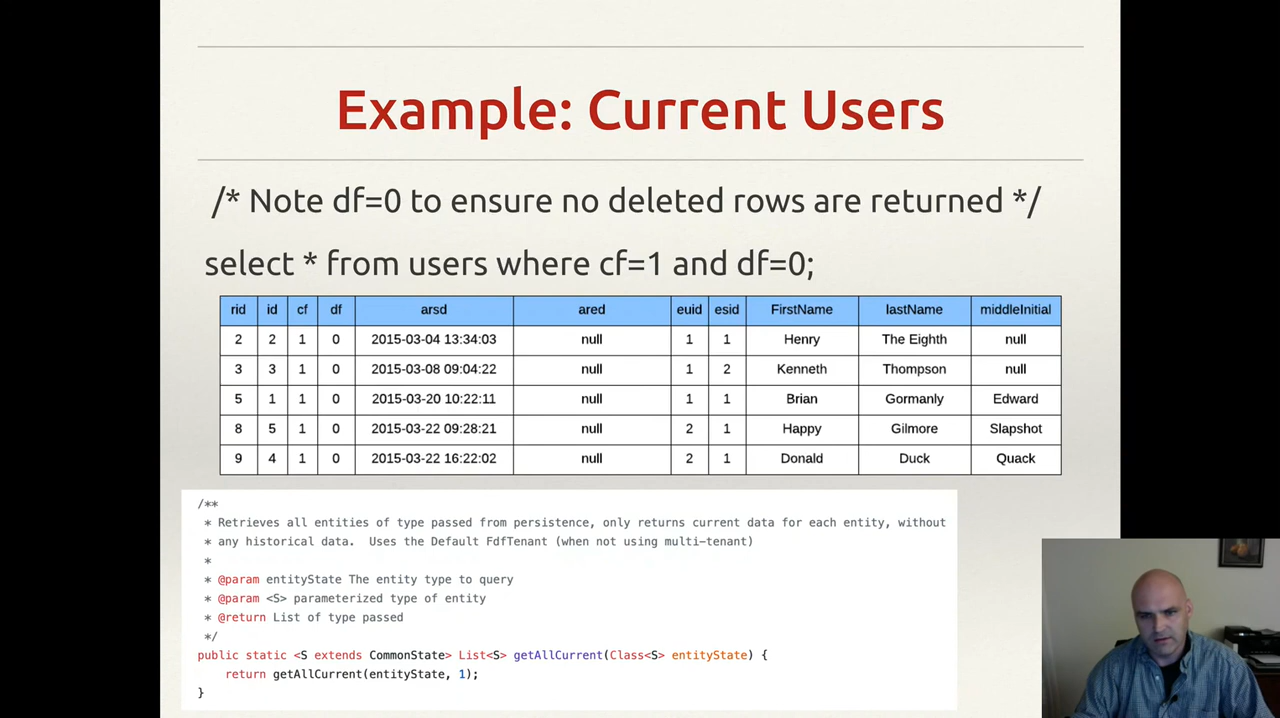 Example: Current Users
/* Note df=0 to ensure no deleted rows are returned */
select * from users where cf=1 and df=0;
rid id cf df arsd ared euid esid FirstName lastName middleInitial
2 2 1 0 2015-03-04 13:34:03 null 1 1 Henry The Eighth null
3 3 1 0 2015-03-08 09:04:22 null 1 2 Kenneth Thompson null
5 1 1 0 2015-03-20 10:22:11 null 1 1 Brian Gormanly Edward
8 5 1 0 2015-03-22 09:28:21 null 2 1 Happy Gilmore Slapshot
9 4 1 0 2015-03-22 16:22:02 null 2 1 Donald Duck Quack
/**
* Retrieves all entities of type passed from persistence, only returns current data for each entity, without
* any historical data.  Uses the Default FdfTenant (when not using multi-tenant)
*
* @param entityState The entity type to query
* @param <S> parameterized type of entity
* @return List of type passed
*/
public static <S extends CommonState> List<S> getAllCurrent(Class<S> entityState) {
return getAllCurrent(entityState, 1);
}